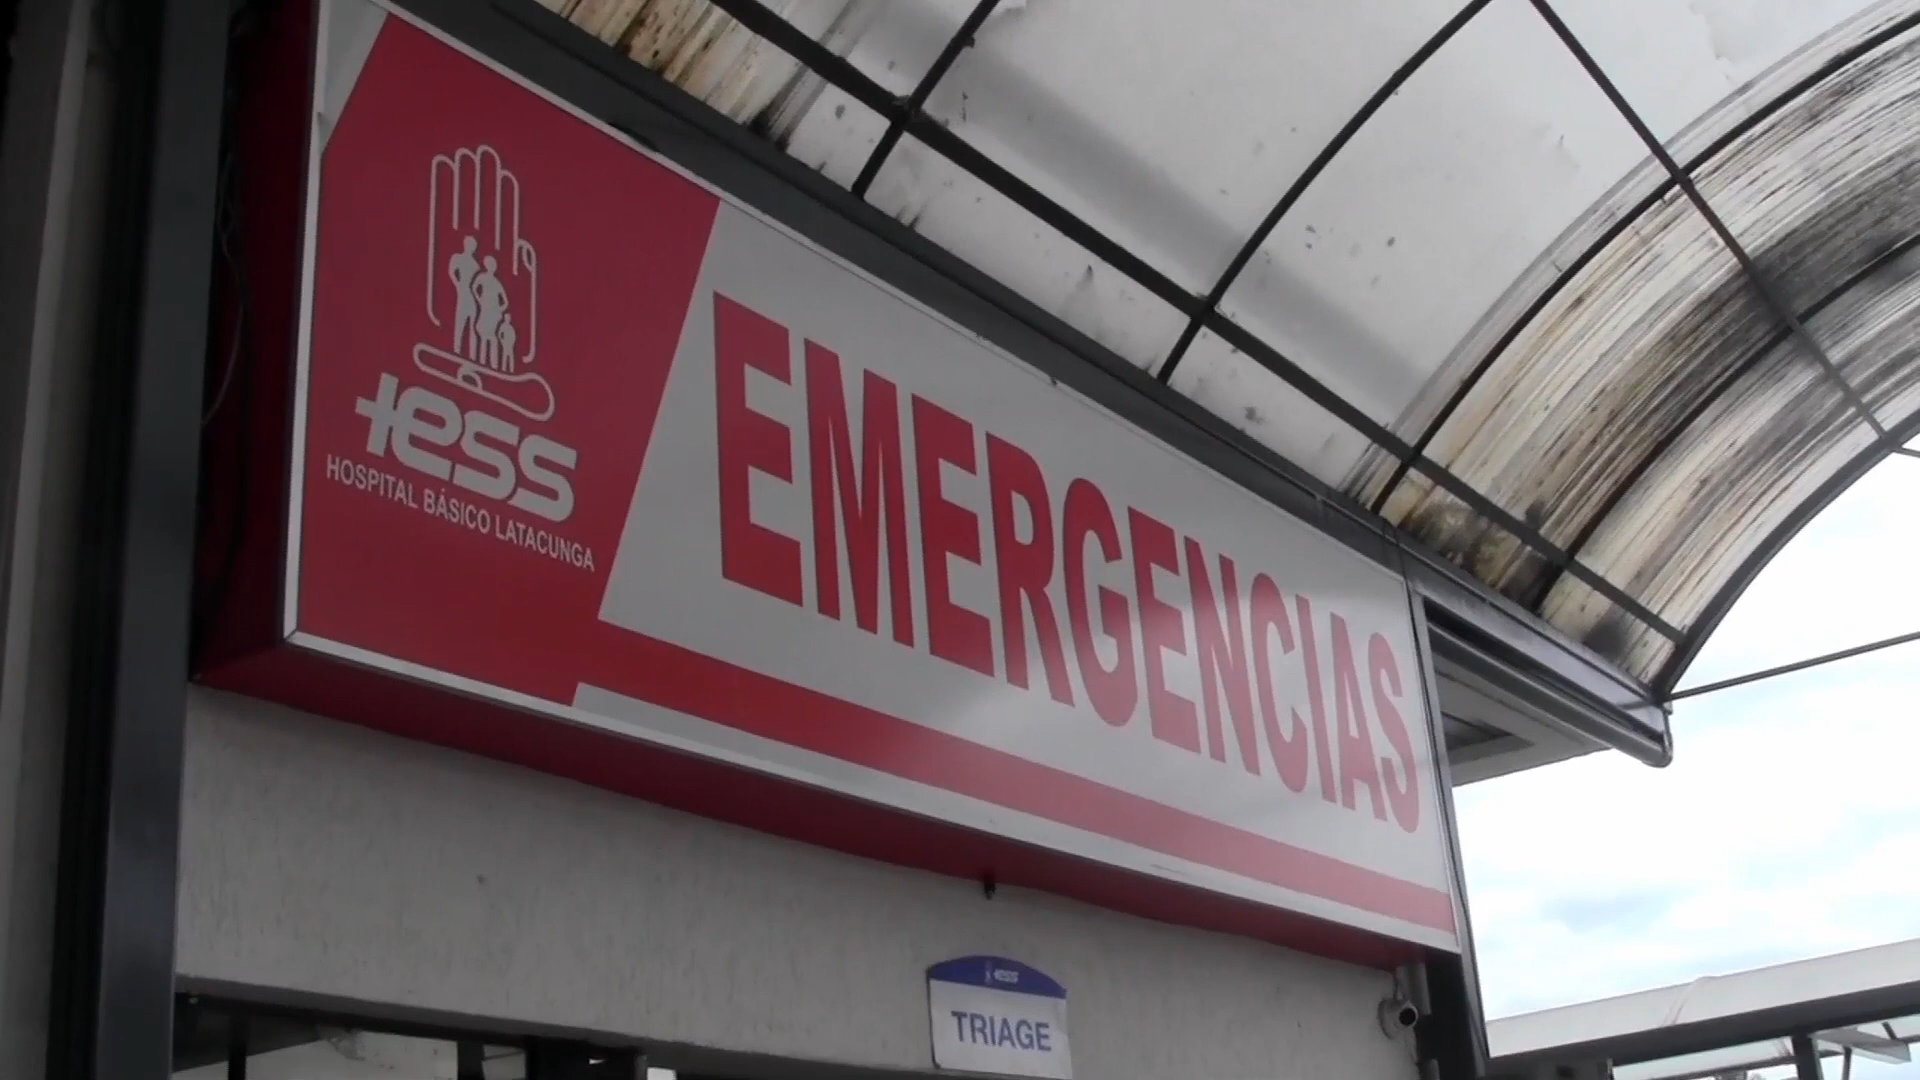 IESS
HOSPITAL BÁSICO LATACUNGA
EMERGENCIAS
IESS
TRIAGE